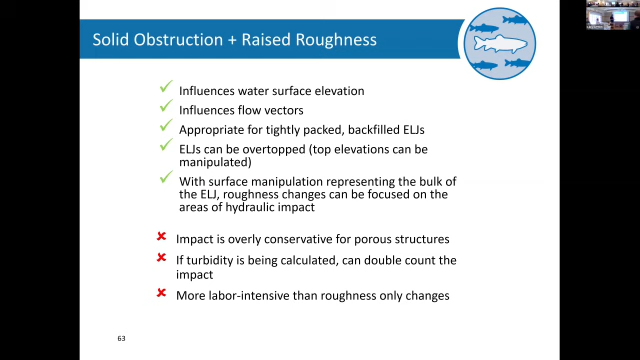 Solid Obstruction + Raised Roughness
Influences water surface elevation
Influences flow vectors
Appropriate for tightly packed, backfilled ELJs
ELJs can be overtopped (top elevations can be
manipulated)
With surface manipulation representing the bulk of
the ELJ, roughness changes can be focused on the
areas of hydraulic impact
Impact is overly conservative for porous structures
If turbidity is being calculated, can double count the
impact
More labor-intensive than roughness only changes
63